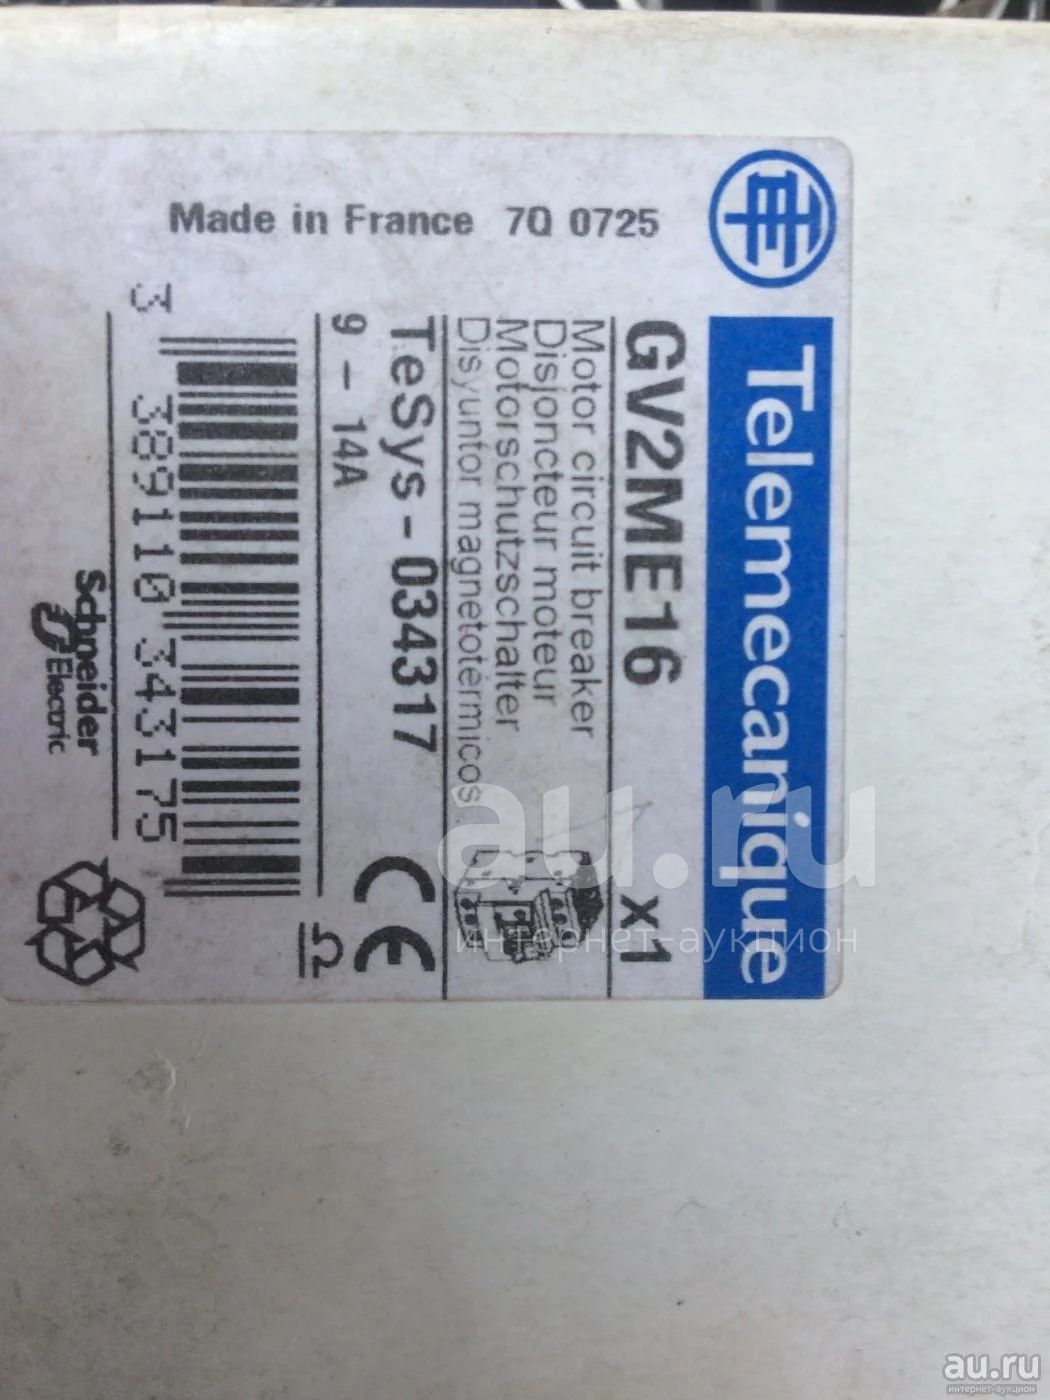 Telemecanique
GV2ME16 x1
Motor circuit breaker
Disjoncteur moteur
Motorschutzschalter
Disyuntor magnetotérmicos
TeSys - 034317
9 - 14A
CE
3 389110 343175
Schneider
Electric
Made in France 7Q 0725
au.ru
интернет-аукцион
au.ru
интернет-аукцион